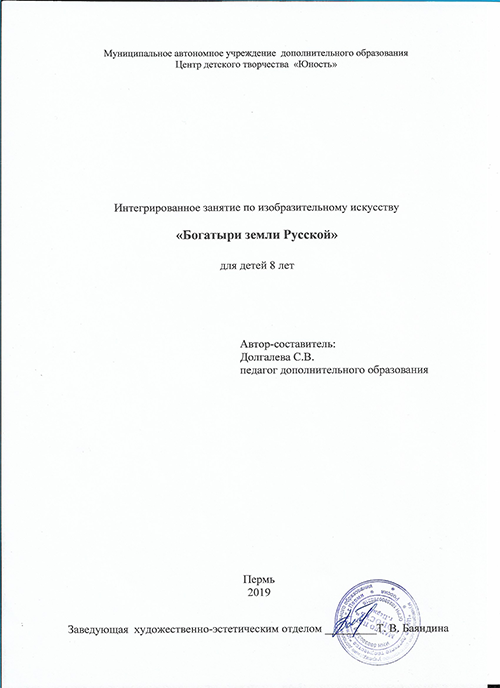 Муниципальное автономное учреждение дополнительного образования
Центр детского творчества «Юность»
Интегрированное занятие по изобразительному искусству
«Богатыри земли Русской»
для детей 8 лет
Автор-составитель:
Долгалева С.В.
педагог дополнительного образования
Пермь
2019
Заведующая художественно-эстетическим отделом __________Т. В. Баяндина